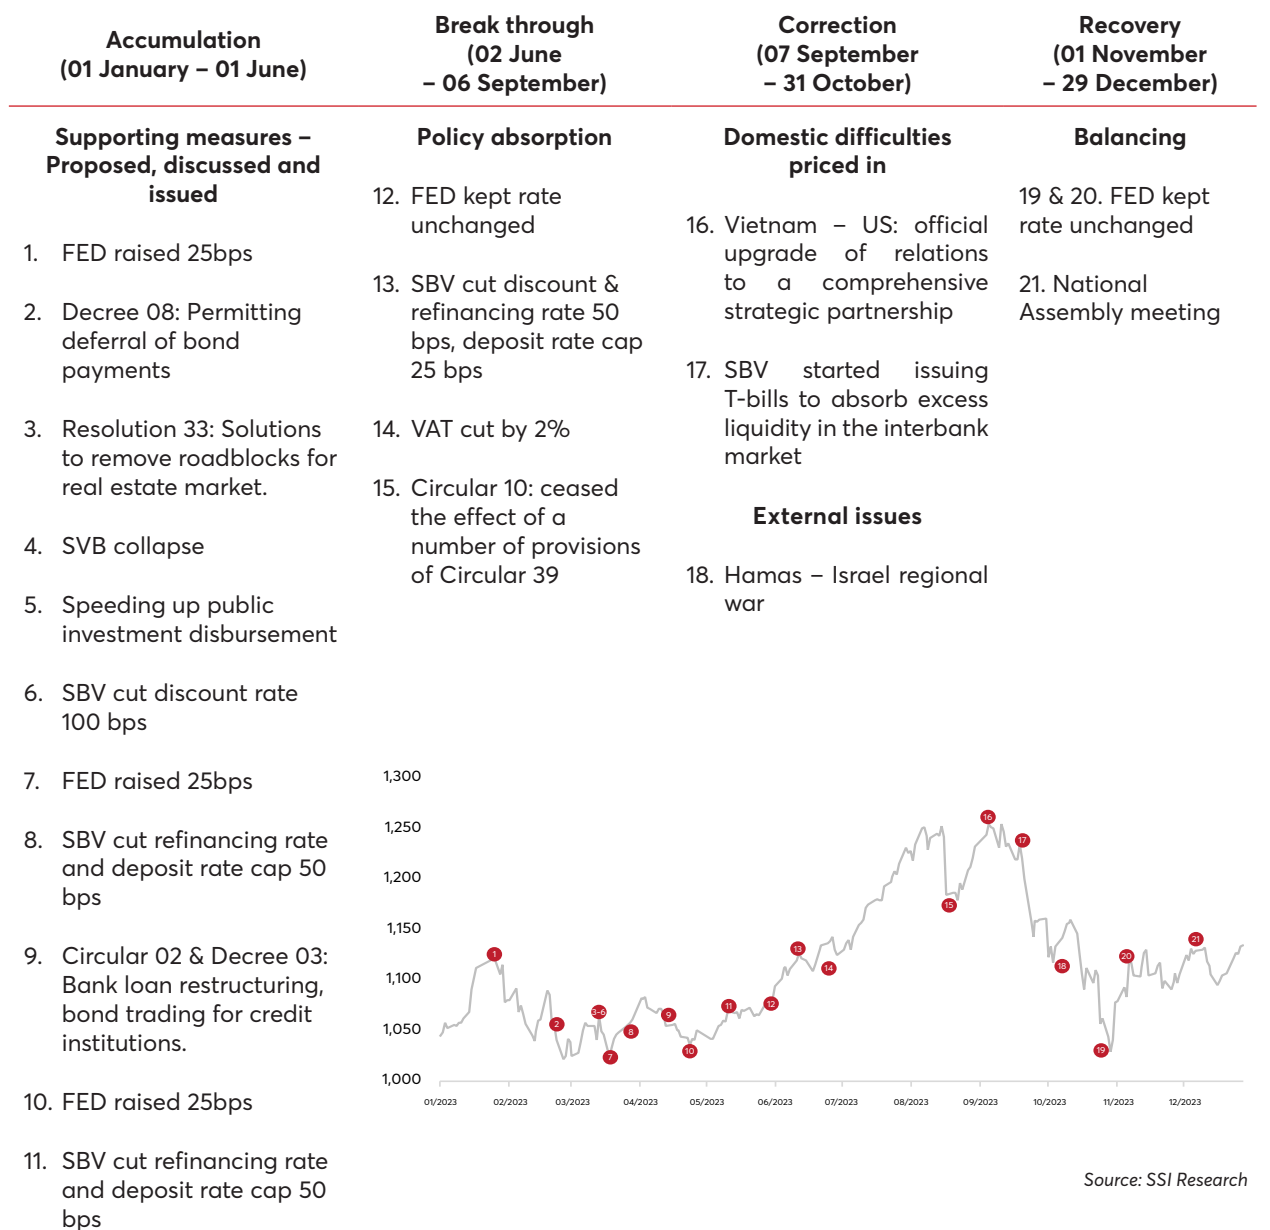 Accumulation
(01 January – 01 June)
Supporting measures –
Proposed, discussed and
issued
1. FED raised 25bps
2. Decree 08: Permitting
deferral of bond
payments
3. Resolution 33: Solutions
to remove roadblocks for
real estate market.
4. SVB collapse
5. Speeding up public
investment disbursement
6. SBV cut discount rate
100 bps
7. FED raised 25bps
8. SBV cut refinancing rate
and deposit rate cap 50
bps
9. Circular 02 & Decree 03:
Bank loan restructuring,
bond trading for credit
institutions.
10. FED raised 25bps
11. SBV cut refinancing rate
and deposit rate cap 50
bps
Break through
(02 June
– 06 September)
Policy absorption
12. FED kept rate
unchanged
13. SBV cut discount &
refinancing rate 50
bps, deposit rate cap
25 bps
14. VAT cut by 2%
15. Circular 10: ceased
the effect of a
number of provisions
of Circular 39
Correction
(07 September
– 31 October)
Domestic difficulties
priced in
16. Vietnam – US: official
upgrade of relations
to a comprehensive
strategic partnership
17. SBV started issuing
T-bills to absorb excess
liquidity in the interbank
market
External issues
18. Hamas – Israel regional
war
Recovery
(01 November
– 29 December)
Balancing
19 & 20. FED kept
rate unchanged
21. National
Assembly meeting
1,300
1,250
1,200
1,150
1,100
1,050
1,000
1
2
3-6
7
8
9
10
11
12
13
14
15
16
17
18
19
20
21
01/2023 02/2023 03/2023 04/2023 05/2023 06/2023 07/2023 08/2023 09/2023 10/2023 11/2023 12/2023
Source: SSI Research